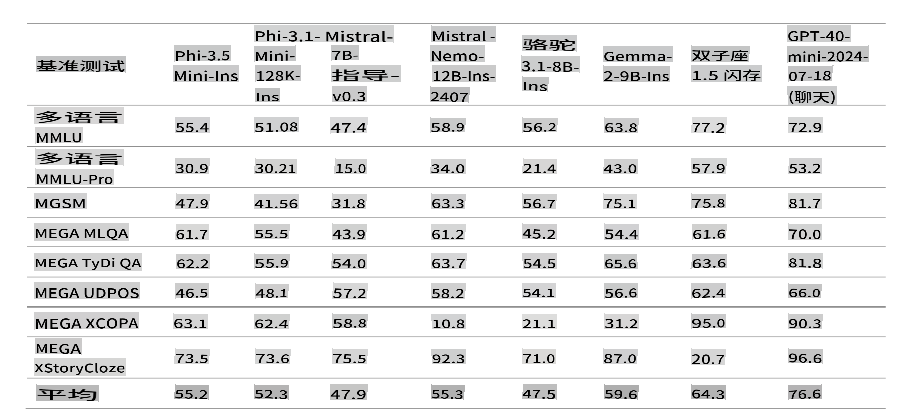 基准测试 Phi-3.5 Mini-Ins Phi-3.1-Mini-128K-Ins Mistral-7B-指导-v0.3 Mistral-Nemo-12B-Ins-2407 骆驼 3.1-8B-Ins Gemma-2-9B-Ins 双子座 1.5 闪存 GPT-4O-mini-2024-07-18 (聊天)
多语言 MMLU 55.4 51.08 47.4 58.9 56.2 63.8 77.2 72.9
多语言 MMLU-Pro 30.9 30.21 15.0 34.0 21.4 43.0 57.9 53.2
MGSM 47.9 41.56 31.8 63.3 56.7 75.1 75.8 81.7
MEGA MLQA 61.7 55.5 43.9 61.2 45.2 54.4 61.6 70.0
MEGA TyDi QA 62.2 55.9 54.0 63.7 54.5 65.6 63.6 81.8
MEGA UDPOS 46.5 48.1 57.2 58.2 54.1 56.6 62.4 66.0
MEGA XCOPA 63.1 62.4 58.8 10.8 21.1 31.2 95.0 90.3
MEGA XStoryCloze 73.5 73.6 75.5 92.3 71.0 87.0 20.7 96.6
平均 55.2 52.3 47.9 55.3 47.5 59.6 64.3 76.6